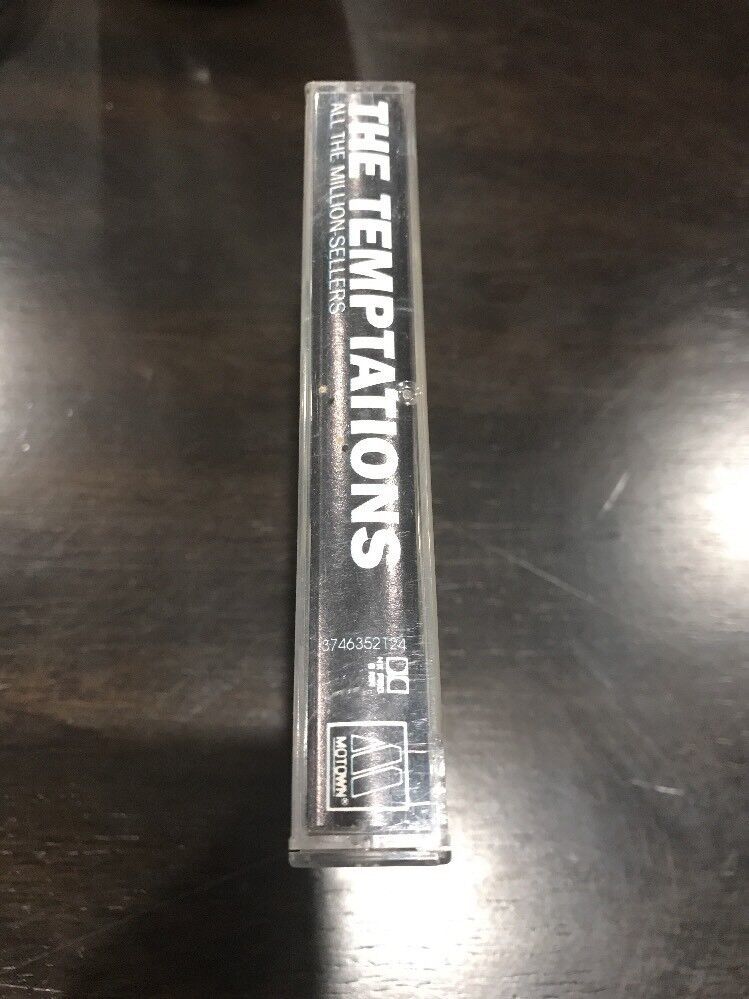 THE TEMPTATIONS
ALL THE MILLION-SELLERS
3746352124
MOTOWN®